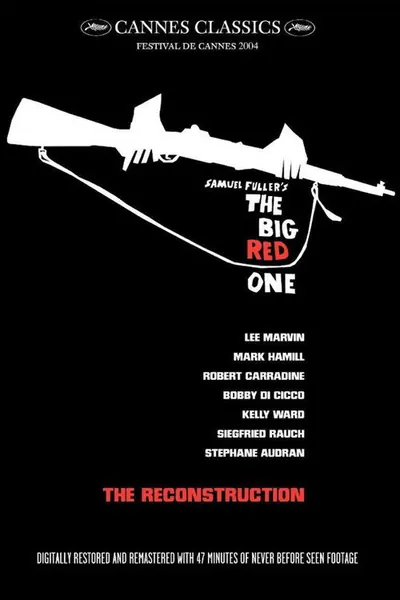 CANNES CLASSICS
FESTIVAL DE CANNES 2004
SAMUEL FULLER'S
THE
BIG
RED
ONE
LEE MARVIN
MARK HAMILL
ROBERT CARRADINE
BOBBY DI CICCO
KELLY WARD
SIEGFRIED RAUCH
STEPHANE AUDRAN
THE RECONSTRUCTION
DIGITALLY RESTORED AND REMASTERED WITH 47 MINUTES OF NEVER BEFORE SEEN FOOTAGE